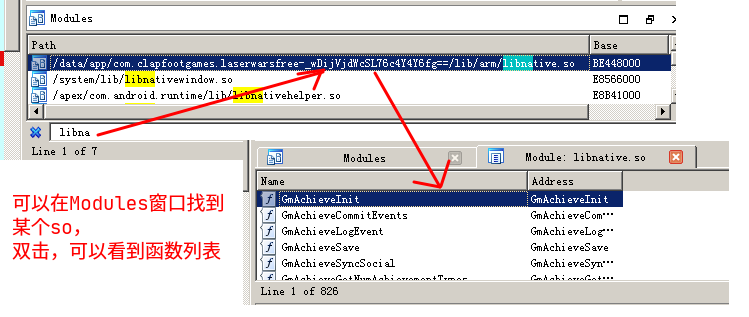 Modules
Path
Base
/data/app/com.clapfootgames.laserwarsfree-_wDijVjdWcSL76c4Y4Y6fg==/lib/arm/libnative.so
BE448000
/system/lib/libnativewindow.so
E8566000
/apex/com.android.runtime/lib/libnativehelper.so
E8B41000
libna
Line 1 of 7
可以在Modules窗口找到
某个so，
双击，可以看到函数列表
Modules
Module: libnative.so
Name
Address
f GmAchieveInit
GmAchieveInit
f GmAchieveCommitEvents
GmAchieveCom…
f GmAchieveLogEvent
GmAchieveLog…
f GmAchieveSave
GmAchieveSave
f GmAchieveSyncSocial
GmAchieveSyn…
f GmAchieveGetNumAchievementTypes
GmAchieveGet…
Line 1 of 826